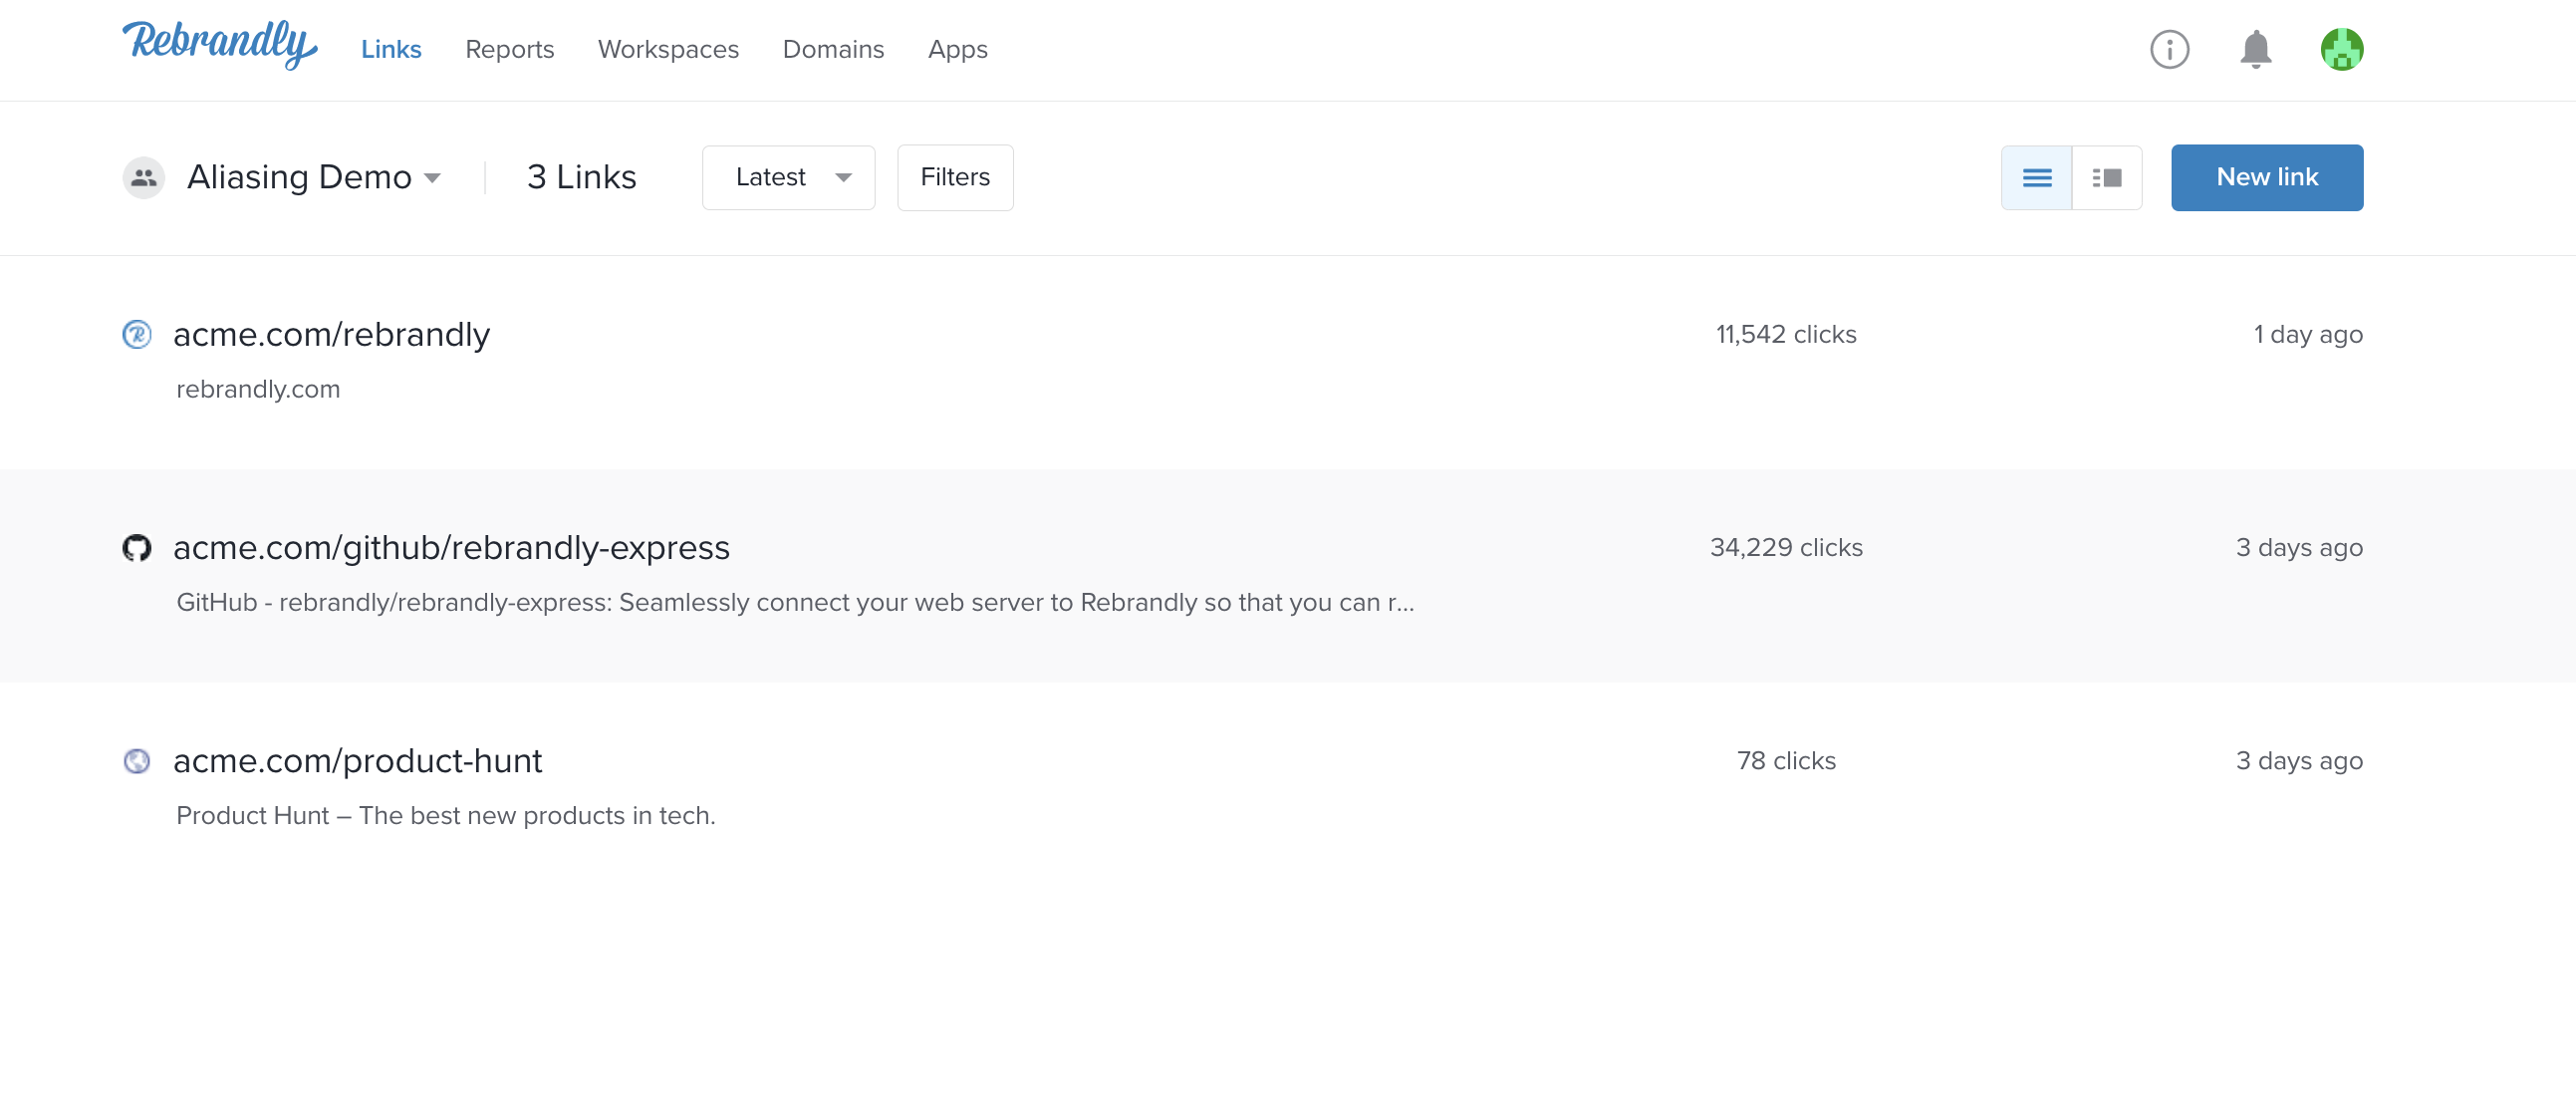 Rebrandly Links Reports Workspaces Domains Apps
Aliasing Demo 3 Links Latest Filters New link
acme.com/rebrandly 11,542 clicks 1 day ago
rebrandly.com
acme.com/github/rebrandly-express 34,229 clicks 3 days ago
GitHub - rebrandly/rebrandly-express: Seamlessly connect your web server to Rebrandly so that you can r...
acme.com/product-hunt 78 clicks 3 days ago
Product Hunt – The best new products in tech.